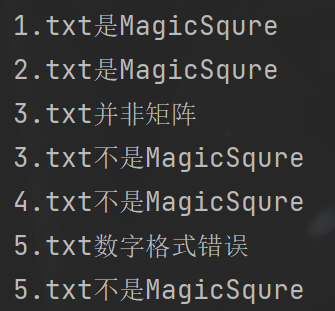 1.txt是MagicSqure
2.txt是MagicSqure
3.txt并非矩阵
3.txt不是MagicSqure
4.txt不是MagicSqure
5.txt数字格式错误
5.txt不是MagicSqure